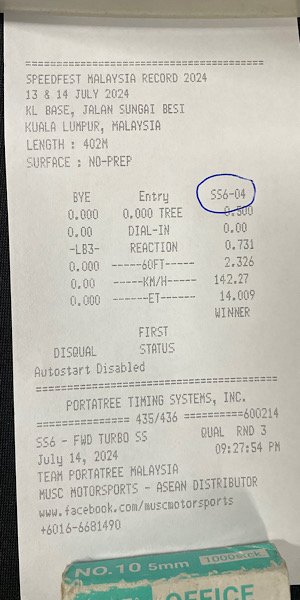 ==========================================
SPEEDFEST MALAYSIA RECORD 2024
13 & 14 JULY 2024
KL BASE, JALAN SUNGAI BESI
KUALA LUMPUR, MALAYSIA
LENGTH : 402M
SURFACE : NO-PREP
BYE Entry SS6-04
0.000 0.000 TREE 0.500
0.00 DIAL-IN 0.00
-LB3- REACTION 0.731
0.000 -----60FT----- 2.326
0.00 -----KM/H----- 142.27
0.000 ------ET------ 14.009
WINNER
FIRST
DISQUAL STATUS
Autostart Disabled
==========================================
PORTATREE TIMING SYSTEMS, INC.
================ 435/436 ==========600214
SS6 - FWD TURBO SS QUAL RND 3
July 14, 2024 09:27:54 PM
TEAM PORTATREE MALAYSIA
MUSC MOTORSPORTS - ASEAN DISTRIBUTOR
www.facebook.com/muscmotorsports
+6016-6681490
NO.10 5mm 1000stck
OFFICE